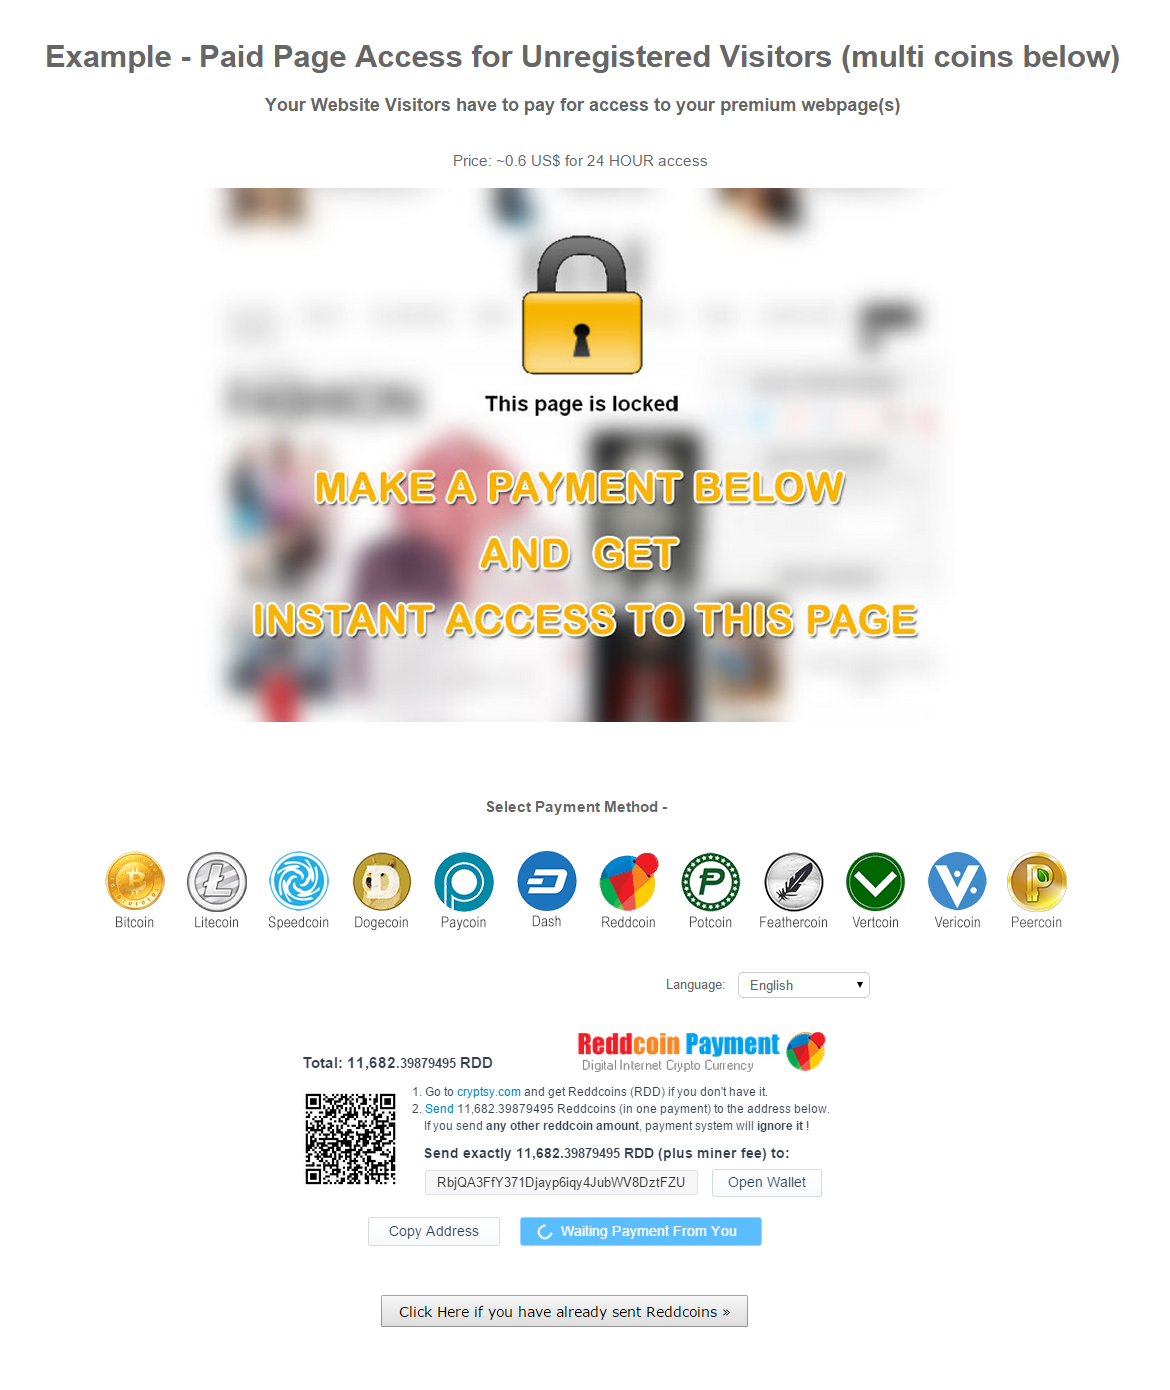 Example - Paid Page Access for Unregistered Visitors (multi coins below)
Your Website Visitors have to pay for access to your premium webpage(s)
Price: ~0.6 US$ for 24 HOUR access
This page is locked
MAKE A PAYMENT BELOW
AND GET
INSTANT ACCESS TO THIS PAGE
Select Payment Method -
Bitcoin Litecoin Speedcoin Dogecoin Paycoin Dash Reddcoin Potcoin Feathercoin Vertcoin Vericoin Peercoin
Language: English
Reddcoin Payment
Digital Internet Crypto Currency
Total: 11,682.39879495 RDD
1. Go to cryptsy.com and get Reddcoins (RDD) if you don't have it.
2. Send 11,682.39879495 Reddcoins (in one payment) to the address below.
If you send any other reddcoin amount, payment system will ignore it !
Send exactly 11,682.39879495 RDD (plus miner fee) to:
RbjQA3FfY371Djayp6iqy4JubWV8DztFZU Open Wallet
Copy Address Waiting Payment From You
Click Here if you have already sent Reddcoins »